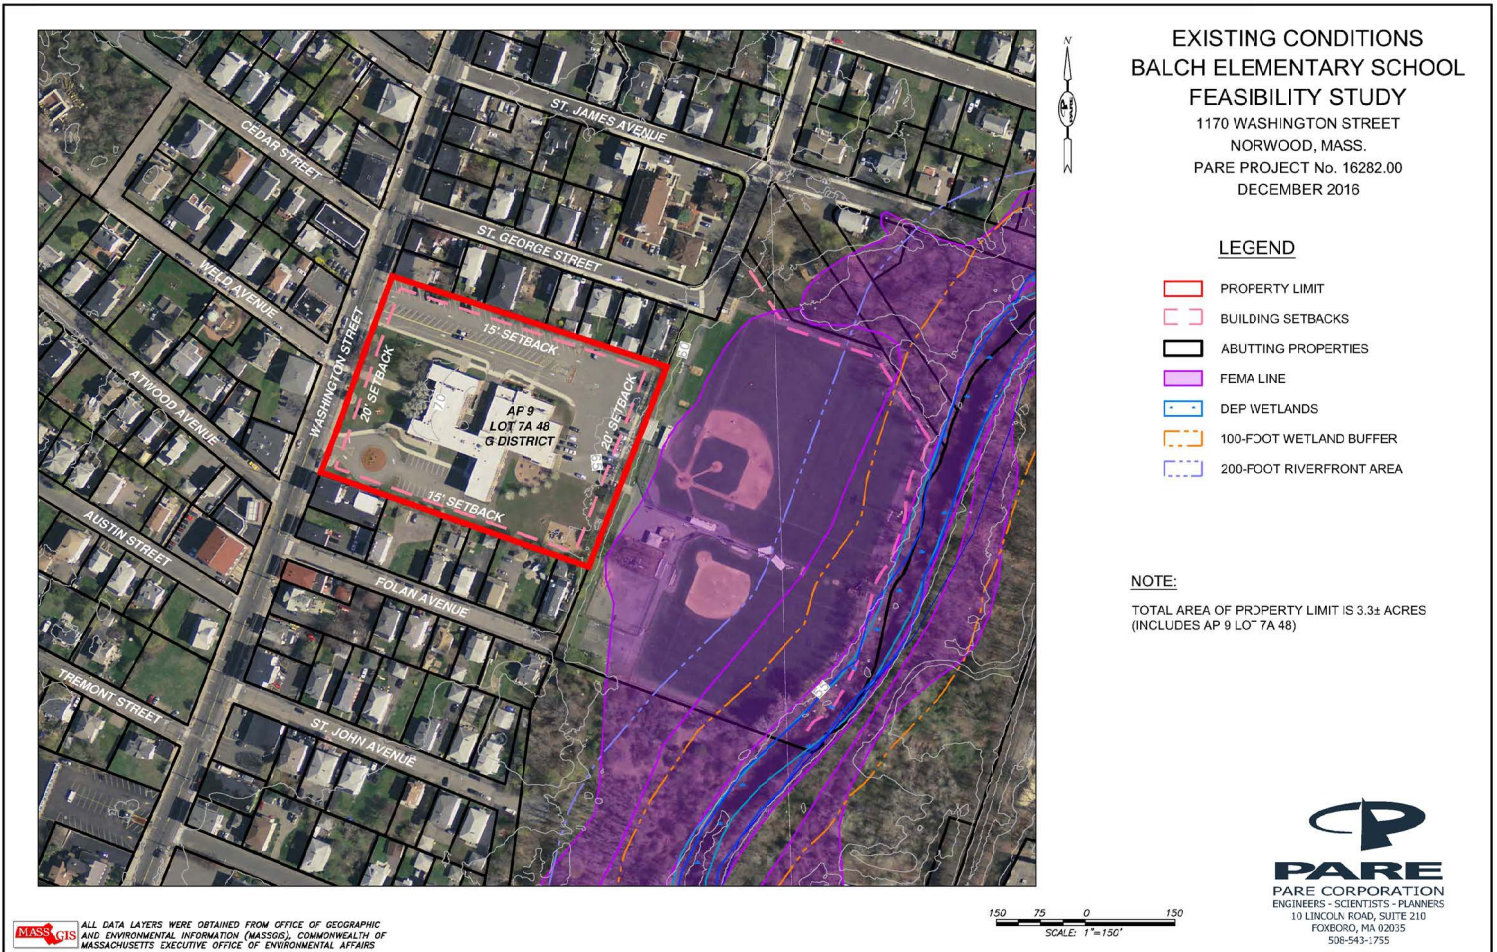 EXISTING CONDITIONS
BALCH ELEMENTARY SCHOOL
FEASIBILITY STUDY
1170 WASHINGTON STREET
NORWOOD, MASS.
PARE PROJECT No. 16282.00
DECEMBER 2016
N
LEGEND
PROPERTY LIMIT
BUILDING SETBACKS
ABUTTING PROPERTIES
FEMA LINE
DEP WETLANDS
100-FOOT WETLAND BUFFER
200-FOOT RIVERFRONT AREA
NOTE:
TOTAL AREA OF PROPERTY LIMIT IS 3.3± ACRES
(INCLUDES AP 9 LOT 7A 48)
ST. JAMES AVENUE
CEDAR STREET
ST. GEORGE STREET
WELD AVENUE
WASHINGTON STREET
15' SETBACK
20' SETBACK
AP 9
LOT 7A 48
G DISTRICT
20' SETBACK
15' SETBACK
70
60
55
55
ATWOOD AVENUE
AUSTIN STREET
FOLAN AVENUE
TREMONT STREET
ST. JOHN AVENUE
PARE
PARE CORPORATION
ENGINEERS - SCIENTISTS - PLANNERS
10 LINCOLN ROAD, SUITE 210
FOXBORO, MA 02035
508-543-1755
150 75 0 150
SCALE: 1"=150'
MASS GIS
ALL DATA LAYERS WERE OBTAINED FROM OFFICE OF GEOGRAPHIC
AND ENVIRONMENTAL INFORMATION (MASSGIS), COMMONWEALTH OF
MASSACHUSETTS EXECUTIVE OFFICE OF ENVIRONMENTAL AFFAIRS